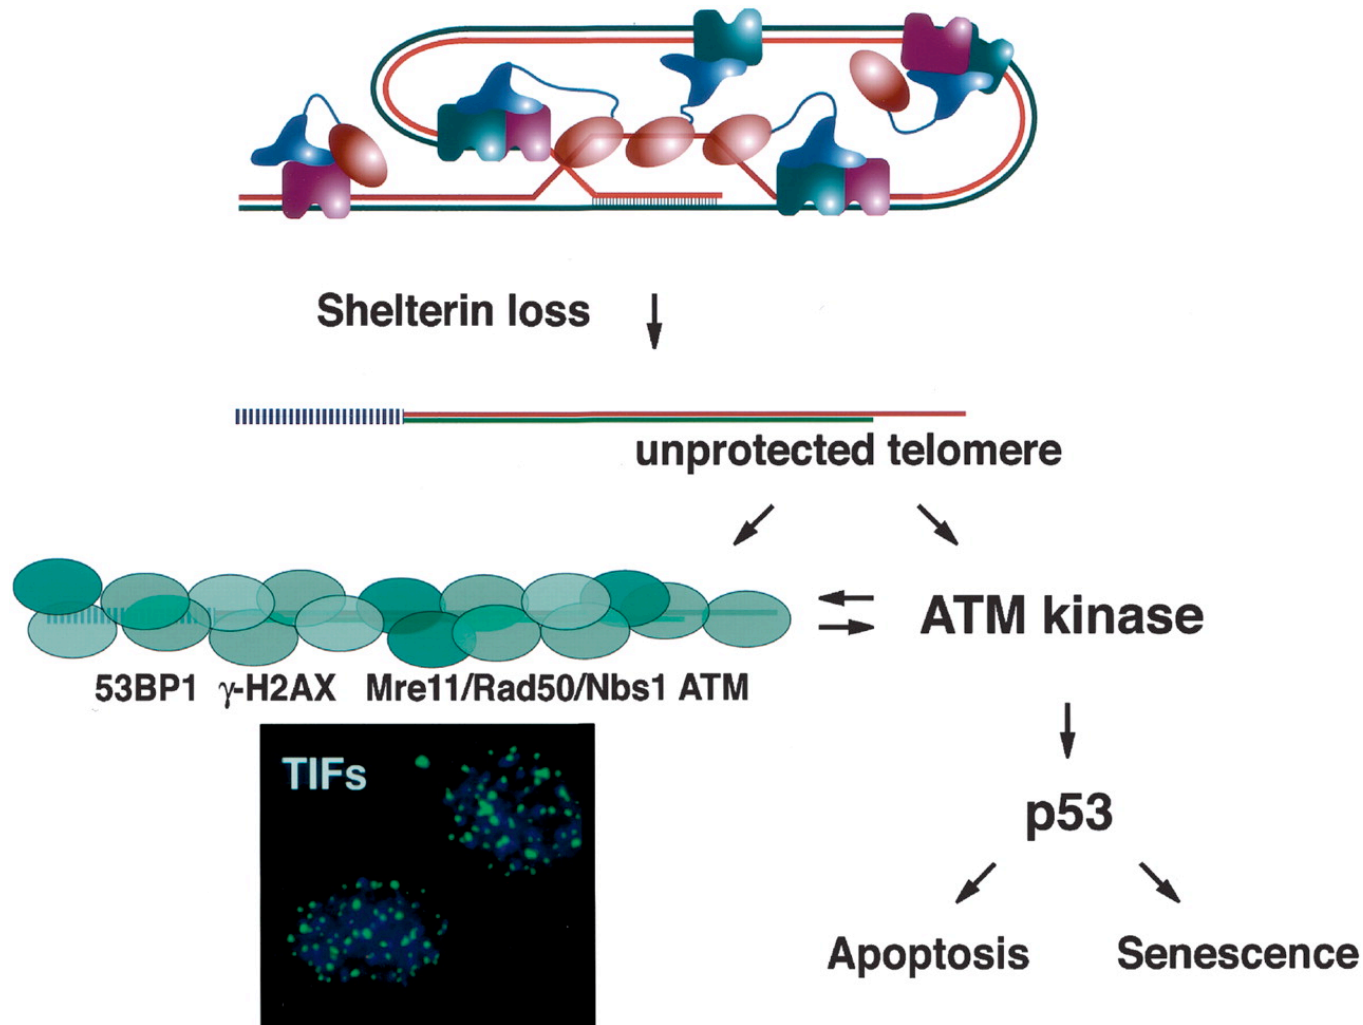 Shelterin loss
unprotected telomere
ATM kinase
53BP1 γ-H2AX Mre11/Rad50/Nbs1 ATM
TIFs
p53
Apoptosis Senescence